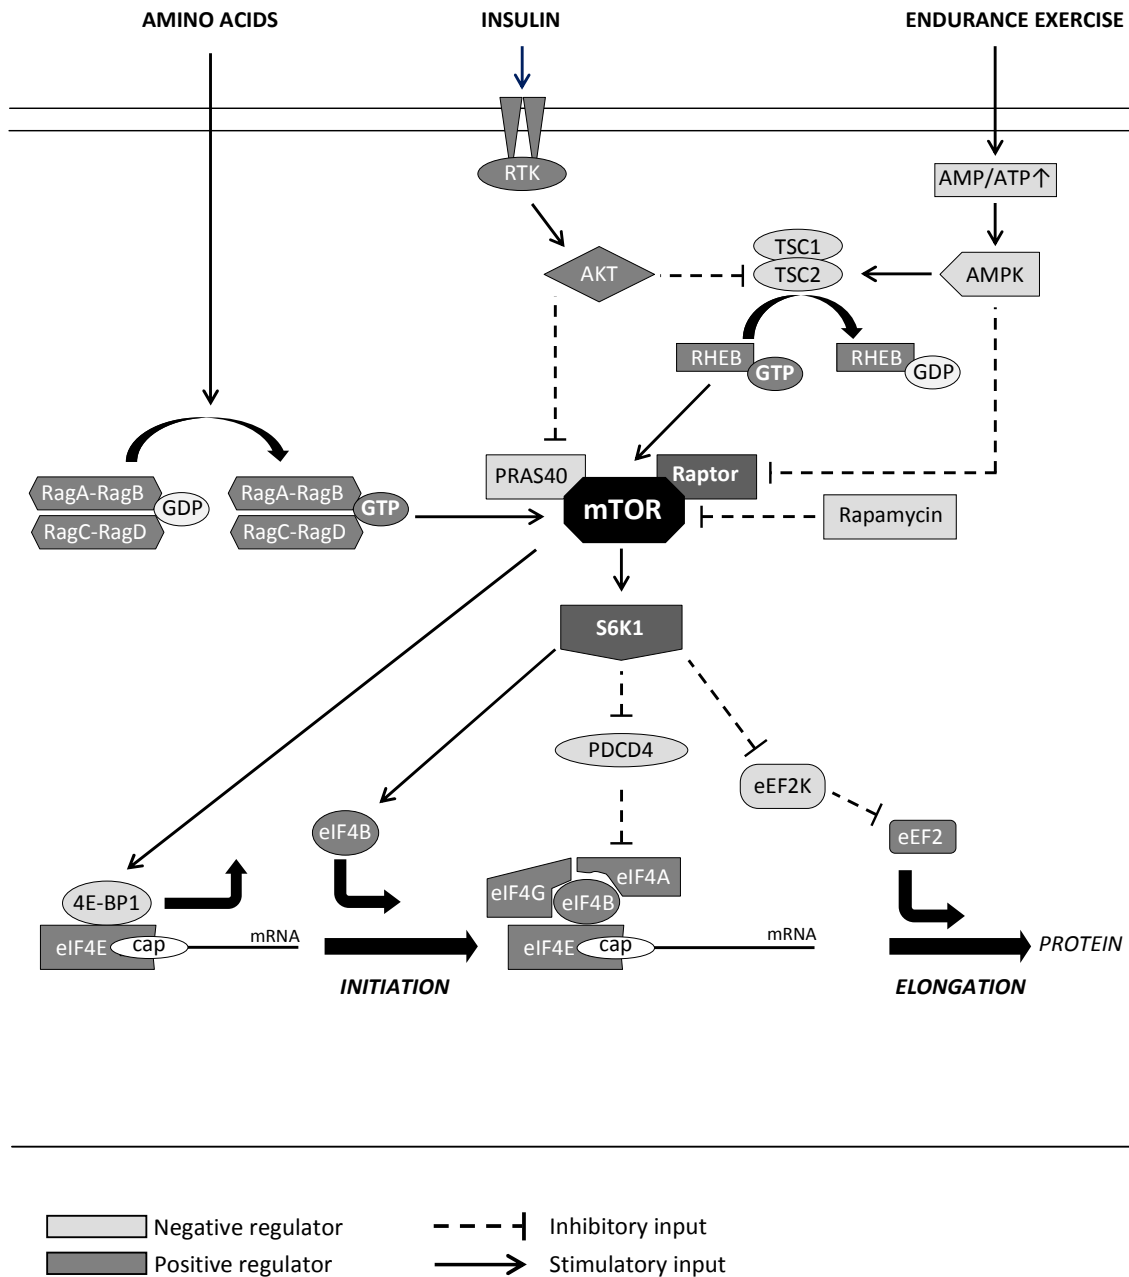 AMINO ACIDS
INSULIN
ENDURANCE EXERCISE
RTK
AMP/ATP↑
TSC1
TSC2
AKT
AMPK
RHEB
GTP
RHEB
GDP
PRAS40
Raptor
mTOR
Rapamycin
RagA-RagB
RagC-RagD
GDP
RagA-RagB
RagC-RagD
GTP
S6K1
PDCD4
eEF2K
eIF4B
eEF2
4E-BP1
eIF4E
cap
mRNA
eIF4G
eIF4A
eIF4B
eIF4E
cap
mRNA
PROTEIN
INITIATION
ELONGATION
Negative regulator
Inhibitory input
Positive regulator
Stimulatory input